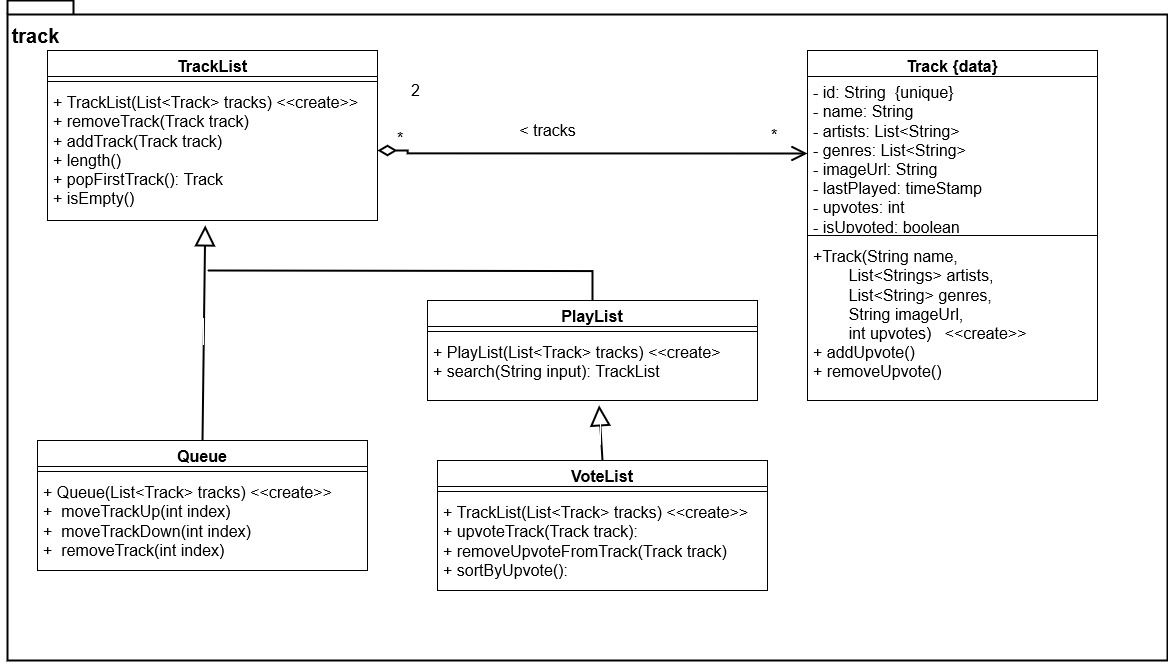 track
TrackList
+ TrackList(List<Track> tracks) <<create>>
+ removeTrack(Track track)
+ addTrack(Track track)
+ length()
+ popFirstTrack(): Track
+ isEmpty()
2
*
< tracks
*
Track {data}
- id: String {unique}
- name: String
- artists: List<String>
- genres: List<String>
- imageUrl: String
- lastPlayed: timeStamp
- upvotes: int
- isUpvoted: boolean
+Track(String name,
List<Strings> artists,
List<String> genres,
String imageUrl,
int upvotes) <<create>>
+ addUpvote()
+ removeUpvote()
PlayList
+ PlayList(List<Track> tracks) <<create>
+ search(String input): TrackList
Queue
+ Queue(List<Track> tracks) <<create>>
+ moveTrackUp(int index)
+ moveTrackDown(int index)
+ removeTrack(int index)
VoteList
+ TrackList(List<Track> tracks) <<create>>
+ upvoteTrack(Track track):
+ removeUpvoteFromTrack(Track track)
+ sortByUpvote():